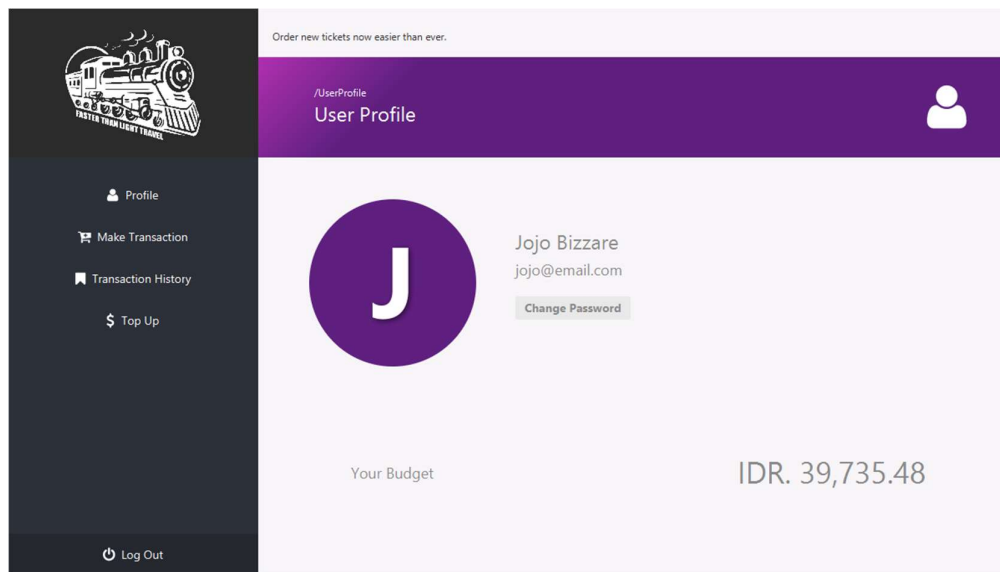 FASTER THAN LIGHT TRAVEL
Profile
Make Transaction
Transaction History
Top Up
Log Out
Order new tickets now easier than ever.
/UserProfile
User Profile
J
Jojo Bizzare
jojo@email.com
Change Password
Your Budget
IDR. 39,735.48